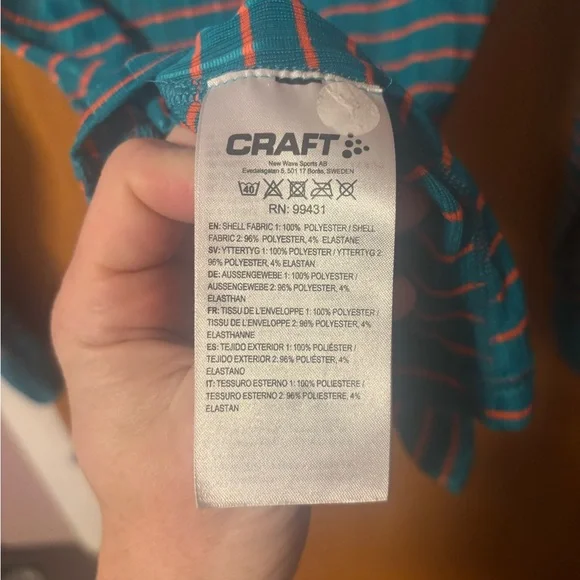 CRAFT
New Wave Sports AB
Evedalsgatan 5, 501 17 Borås, SWEDEN
40
RN: 99431
EN: SHELL FABRIC 1: 100% POLYESTER / SHELL
FABRIC 2: 96% POLYESTER, 4% ELASTANE
SV: YTTERTYG 1: 100% POLYESTER / YTTERTYG 2:
96% POLYESTER, 4% ELASTAN
DE: AUSSENGEWEBE 1: 100% POLYESTER /
AUSSENGEWEBE 2: 96% POLYESTER, 4%
ELASTHAN
FR: TISSU DE L'ENVELOPPE 1: 100% POLYESTER /
TISSU DE L'ENVELOPPE 2: 96% POLYESTER, 4%
ELASTHANNE
ES: TEJIDO EXTERIOR 1: 100% POLIÉSTER /
TEJIDO EXTERIOR 2: 96% POLIÉSTER, 4%
ELASTANO
IT: TESSURO ESTERNO 1: 100% POLIESTERE /
TESSURO ESTERNO 2: 96% POLIESTERE, 4%
ELASTAN